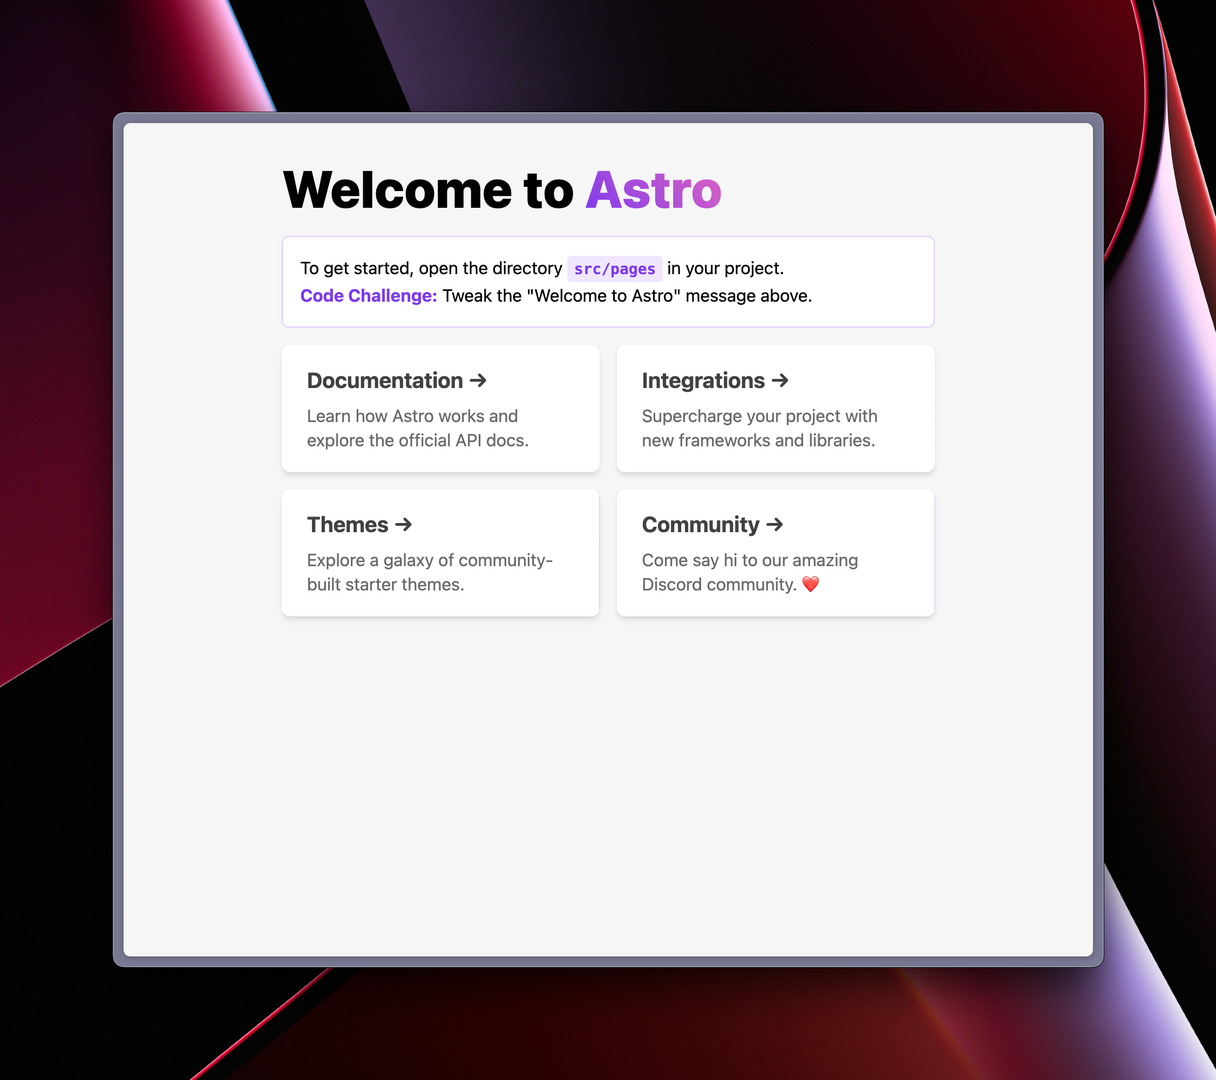 Welcome to Astro
To get started, open the directory src/pages in your project.
Code Challenge: Tweak the "Welcome to Astro" message above.
Documentation →
Learn how Astro works and
explore the official API docs.
Integrations →
Supercharge your project with
new frameworks and libraries.
Themes →
Explore a galaxy of community-
built starter themes.
Community →
Come say hi to our amazing
Discord community. ❤️